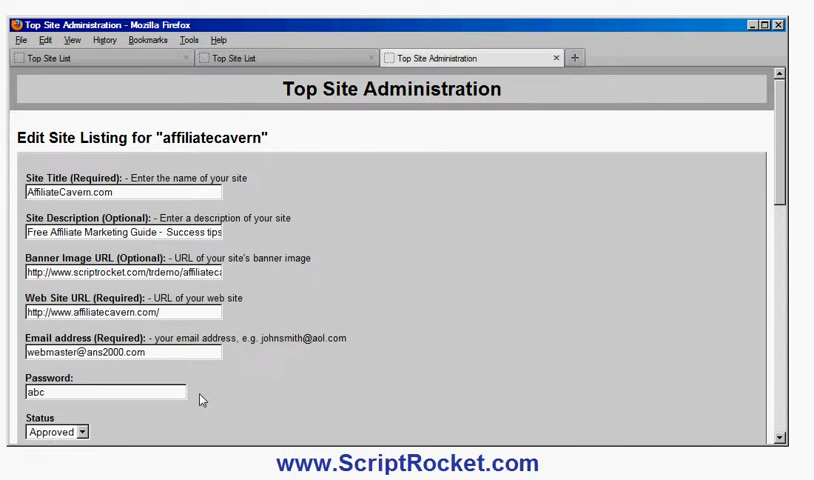 Top Site Administration - Mozilla Firefox
File Edit View History Bookmarks Tools Help
Top Site List Top Site List Top Site Administration
Top Site Administration
Edit Site Listing for "affiliatecavern"
Site Title (Required): - Enter the name of your site
AffiliateCavern.com
Site Description (Optional): - Enter a description of your site
Free Affiliate Marketing Guide - Success tips
Banner Image URL (Optional): - URL of your site's banner image
http://www.scriptrocket.com/trdemo/affiliateca
Web Site URL (Required): - URL of your web site
http://www.affiliatecavern.com/
Email address (Required): - your email address, e.g. johnsmith@aol.com
webmaster@ans2000.com
Password:
abc
Status
Approved
www.ScriptRocket.com